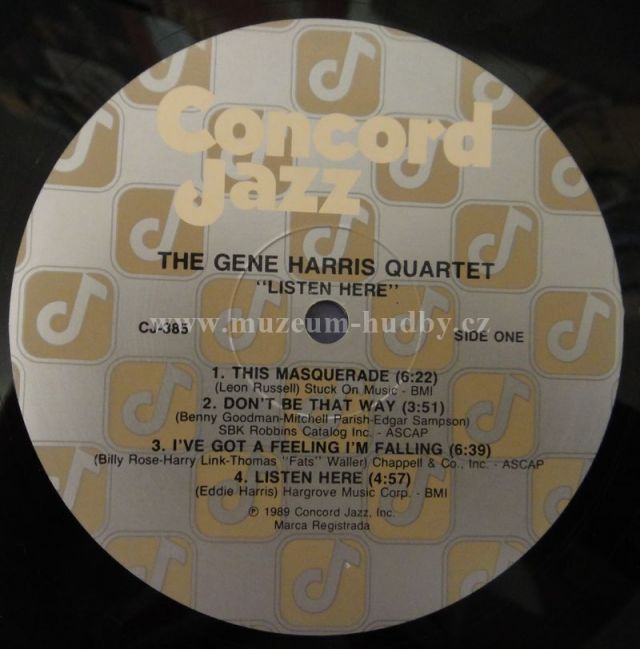 Concord
Jazz
THE GENE HARRIS QUARTET
"LISTEN HERE"
www.muzeum-hudby.cz
CJ-385
SIDE ONE
1. THIS MASQUERADE (6:22)
(Leon Russell) Stuck On Music - BMI
2. DON'T BE THAT WAY (3:51)
(Benny Goodman-Mitchell Parish-Edgar Sampson)
SBK Robbins Catalog Inc. - ASCAP
3. I'VE GOT A FEELING I'M FALLING (6:39)
(Billy Rose-Harry Link-Thomas "Fats" Waller) Chappell & Co., Inc. - ASCAP
4. LISTEN HERE (4:57)
(Eddie Harris) Hargrove Music Corp. - BMI
℗ 1989 Concord Jazz, Inc.
Marca Registrada